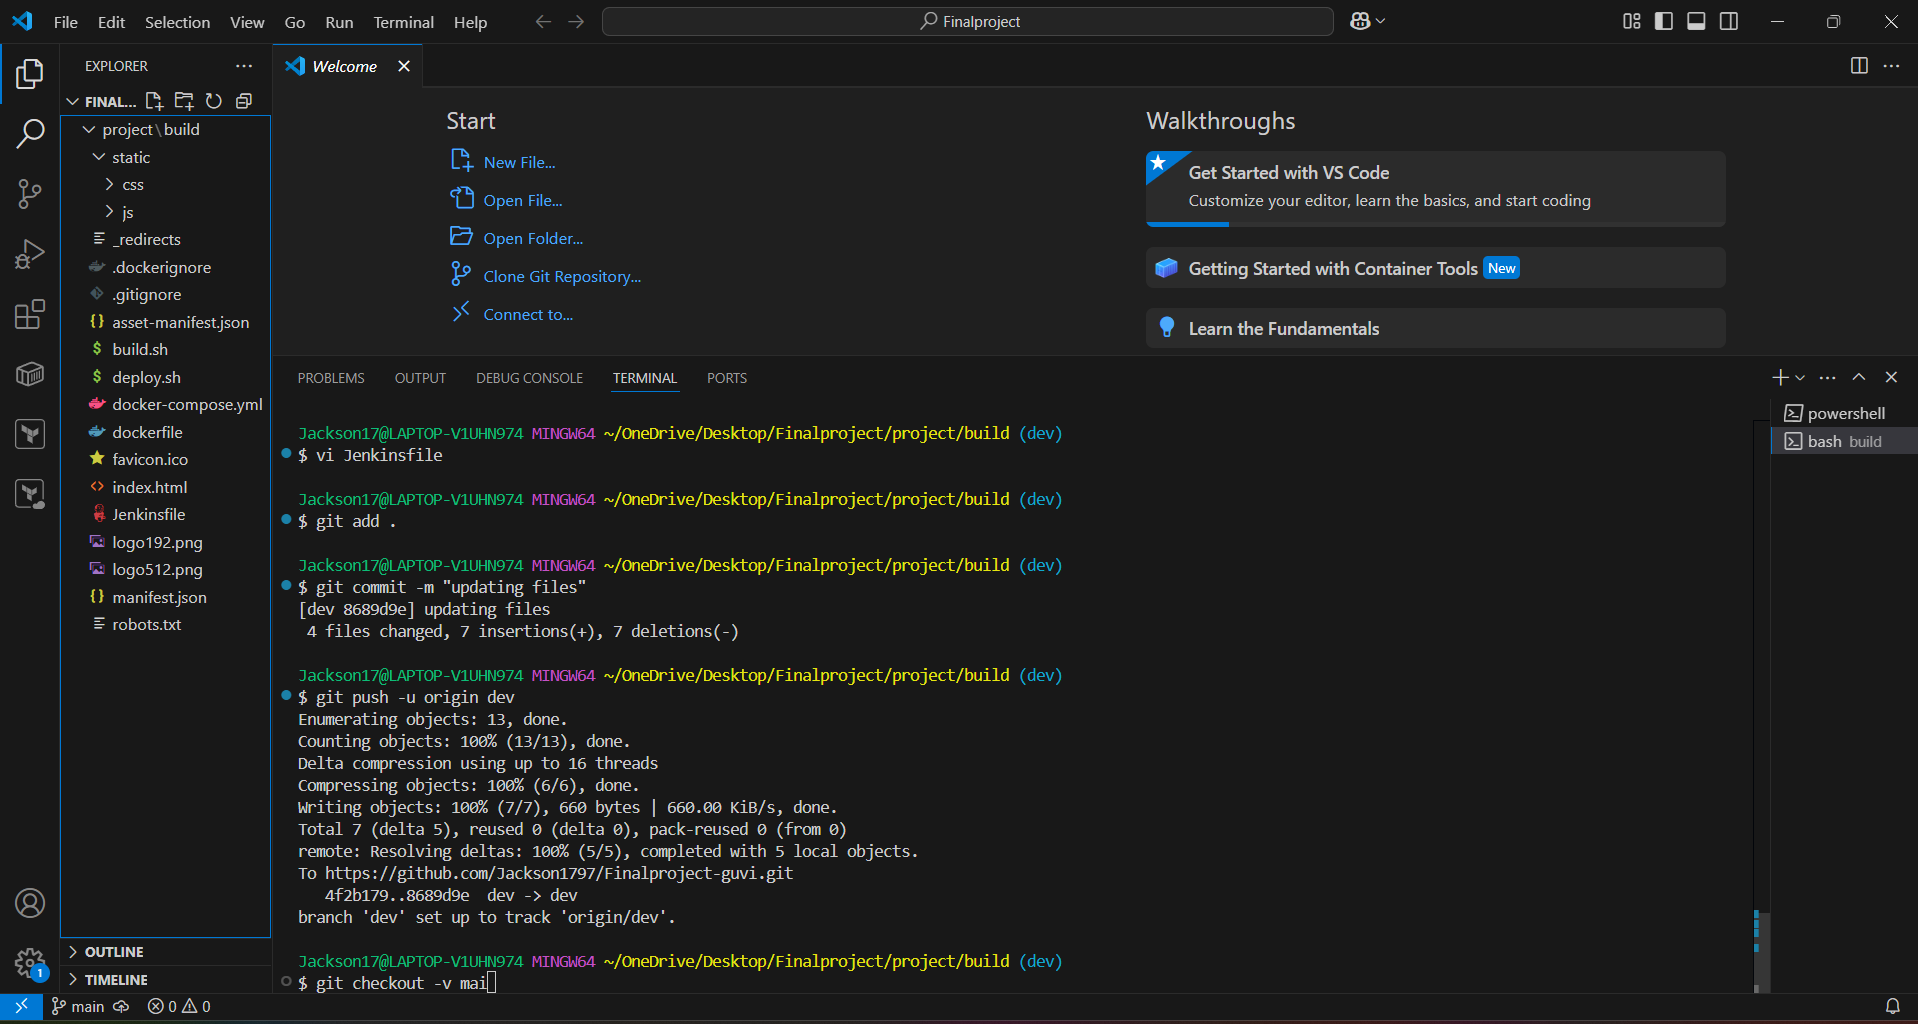 File Edit Selection View Go Run Terminal Help
Finalproject
EXPLORER
Welcome
FINAL...
project\build
static
css
js
_redirects
.dockerignore
.gitignore
asset-manifest.json
build.sh
deploy.sh
docker-compose.yml
dockerfile
favicon.ico
index.html
Jenkinsfile
logo192.png
logo512.png
manifest.json
robots.txt
OUTLINE
TIMELINE
Start
New File...
Open File...
Open Folder...
Clone Git Repository...
Connect to...
Walkthroughs
Get Started with VS Code
Customize your editor, learn the basics, and start coding
Getting Started with Container Tools New
Learn the Fundamentals
PROBLEMS OUTPUT DEBUG CONSOLE TERMINAL PORTS
powershell
bash build
Jackson17@LAPTOP-V1UHN974 MINGW64 ~/OneDrive/Desktop/Finalproject/project/build (dev)
$ vi Jenkinsfile
Jackson17@LAPTOP-V1UHN974 MINGW64 ~/OneDrive/Desktop/Finalproject/project/build (dev)
$ git add .
Jackson17@LAPTOP-V1UHN974 MINGW64 ~/OneDrive/Desktop/Finalproject/project/build (dev)
$ git commit -m "updating files"
[dev 8689d9e] updating files
4 files changed, 7 insertions(+), 7 deletions(-)
Jackson17@LAPTOP-V1UHN974 MINGW64 ~/OneDrive/Desktop/Finalproject/project/build (dev)
$ git push -u origin dev
Enumerating objects: 13, done.
Counting objects: 100% (13/13), done.
Delta compression using up to 16 threads
Compressing objects: 100% (6/6), done.
Writing objects: 100% (7/7), 660 bytes | 660.00 KiB/s, done.
Total 7 (delta 5), reused 0 (delta 0), pack-reused 0 (from 0)
remote: Resolving deltas: 100% (5/5), completed with 5 local objects.
To https://github.com/Jackson1797/Finalproject-guvi.git
4f2b179..8689d9e dev -> dev
branch 'dev' set up to track 'origin/dev'.
Jackson17@LAPTOP-V1UHN974 MINGW64 ~/OneDrive/Desktop/Finalproject/project/build (dev)
$ git checkout -v mai
1
main 0 0